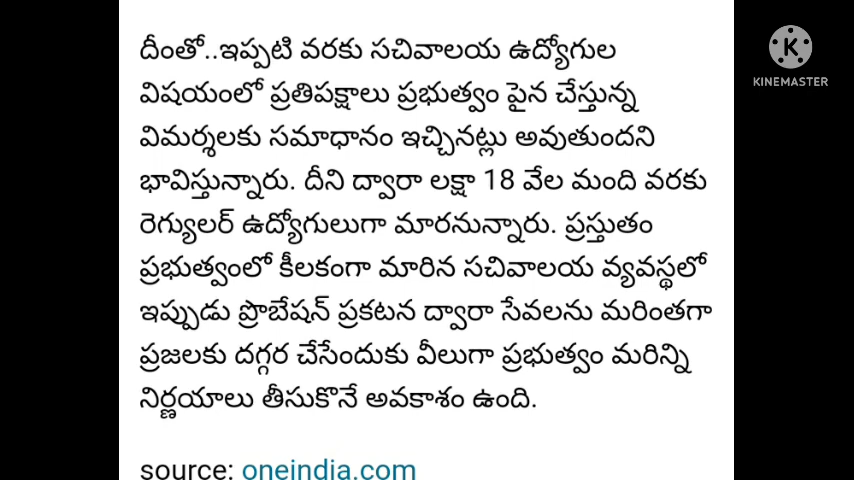 దీంతో..ఇప్పటి వరకు సచివాలయ ఉద్యోగుల
విషయంలో ప్రతిపక్షాలు ప్రభుత్వం పైన చేస్తున్న
విమర్శలకు సమాధానం ఇచ్చినట్లు అవుతుందని
భావిస్తున్నారు. దీని ద్వారా లక్షా 18 వేల మంది వరకు
రెగ్యులర్ ఉద్యోగులుగా మారనున్నారు. ప్రస్తుతం
ప్రభుత్వంలో కీలకంగా మారిన సచివాలయ వ్యవస్థలో
ఇప్పుడు ప్రొబేషన్ ప్రకటన ద్వారా సేవలను మరింతగా
ప్రజలకు దగ్గర చేసేందుకు వీలుగా ప్రభుత్వం మరిన్ని
నిర్ణయాలు తీసుకొనే అవకాశం ఉంది.
source: oneindia.com
K
KINEMASTER